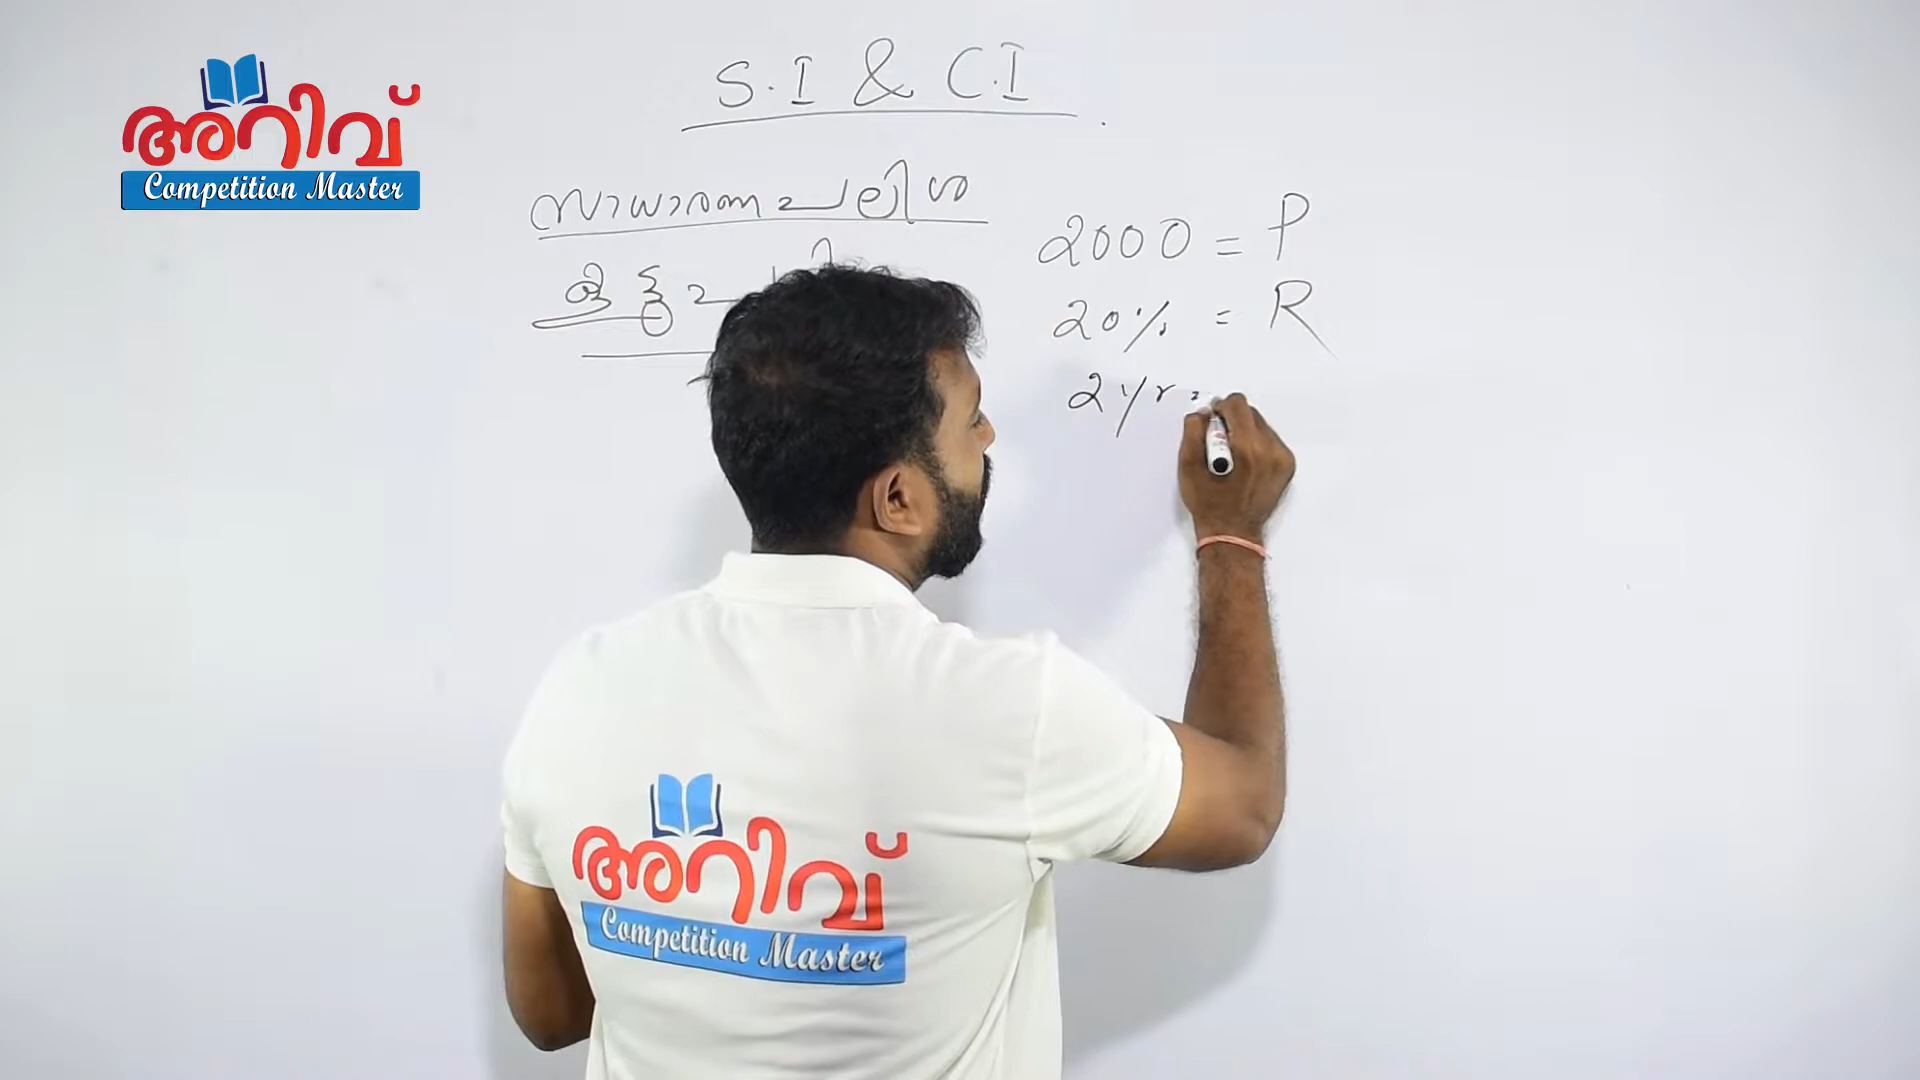 അറിവ്
Competition Master
S.I & C.I
സാധാരണ പലിശ
2000 = P
20% = R
2 yr =
അറിവ്
Competition Master